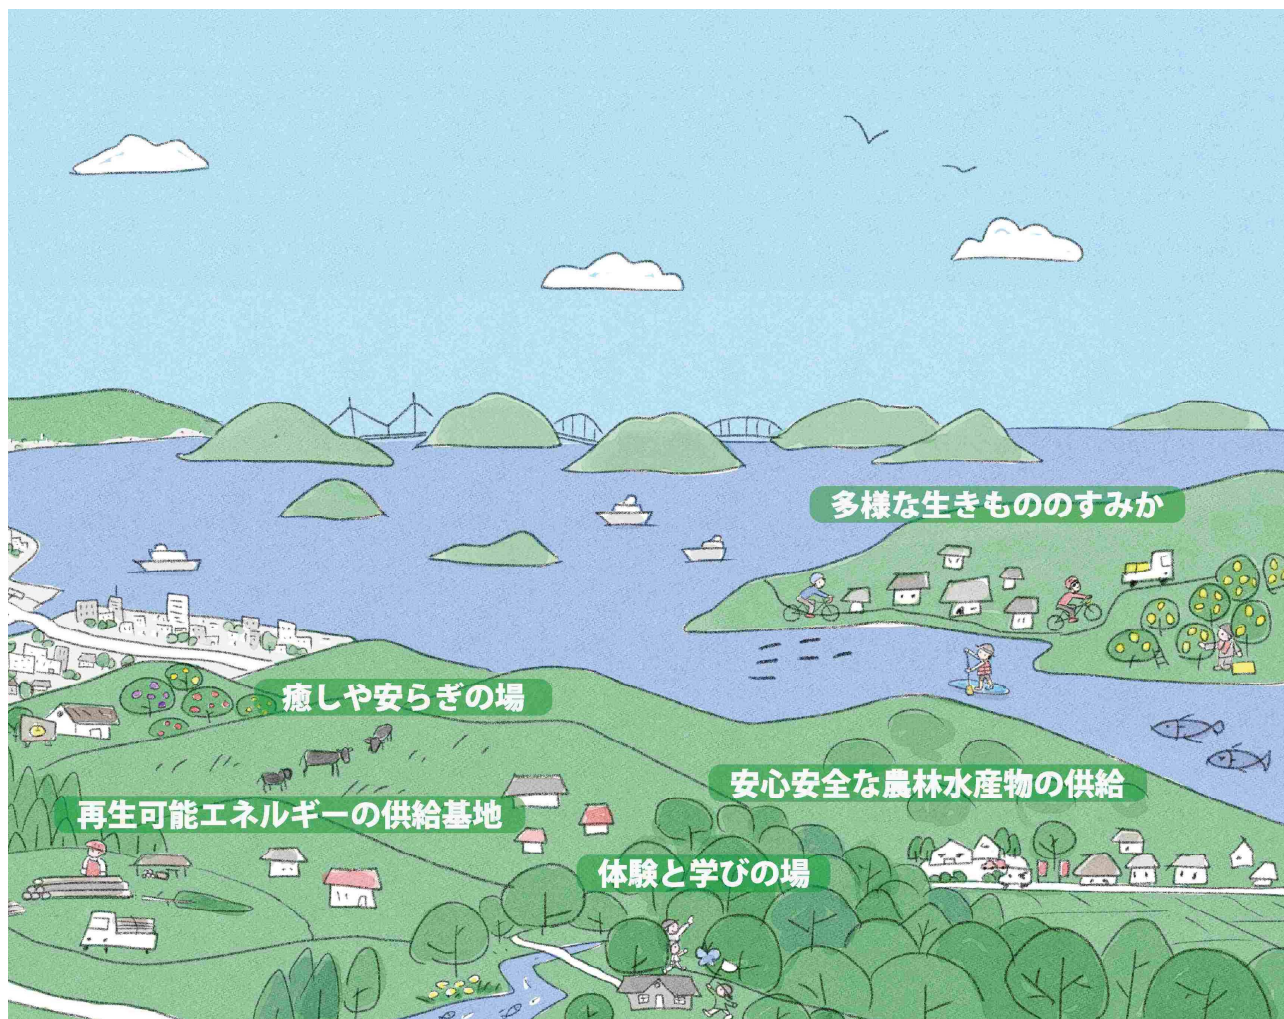 多様な生きもののすみか
癒しや安らぎの場
安心安全な農林水産物の供給
再生可能エネルギーの供給基地
体験と学びの場